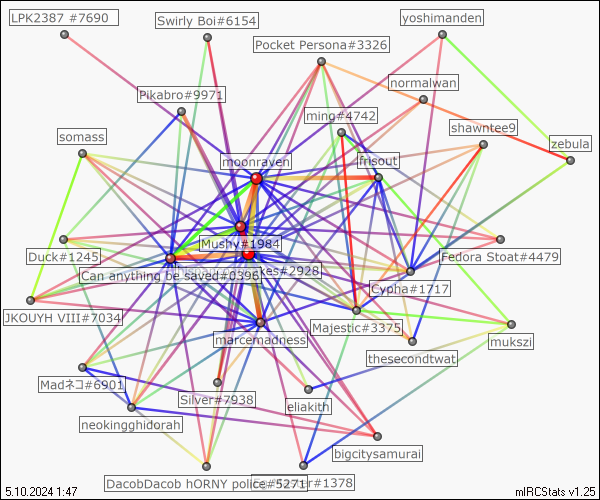 LPK2387 #7690
Swirly Boi#6154
yoshimanden
Pocket Persona#3326
normalwan
Pikabro#9971
ming#4742
shawntee9
somass
zebula
moonraven
frisout
Mushy#1984
Duck#1245
Fedora Stoat#4479
Can anything be saved#0396
kes#2928
Cypha#1717
JKOUYH VIII#7034
Majestic#3375
marcemadness
mukszi
thesecondtwat
Madネコ#6901
Silver#7938
eliakith
neokingghidorah
bigcitysamurai
DacobDacob hORNY police#5271
er#1378
5.10.2024 1:47
mIRCStats v1.25